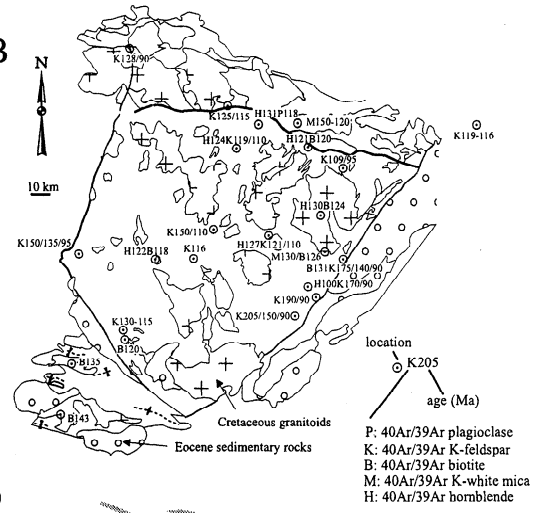 B
N
10 km
K128/90
K125/115
H131P118
M150-120
K119-116
H124K119/110
H121B120
K109/95
H130B124
K150/110
K150/135/95
H122B118
K116
H127K121/110
M130/B126
B131K175/140/90
H100K170/90
K190/90
K205/150/90
K130-115
B120
B135
B143
location
K205
age (Ma)
Cretaceous granitoids
Eocene sedimentary rocks
P: 40Ar/39Ar plagioclase
K: 40Ar/39Ar K-feldspar
B: 40Ar/39Ar biotite
M: 40Ar/39Ar K-white mica
H: 40Ar/39Ar hornblende